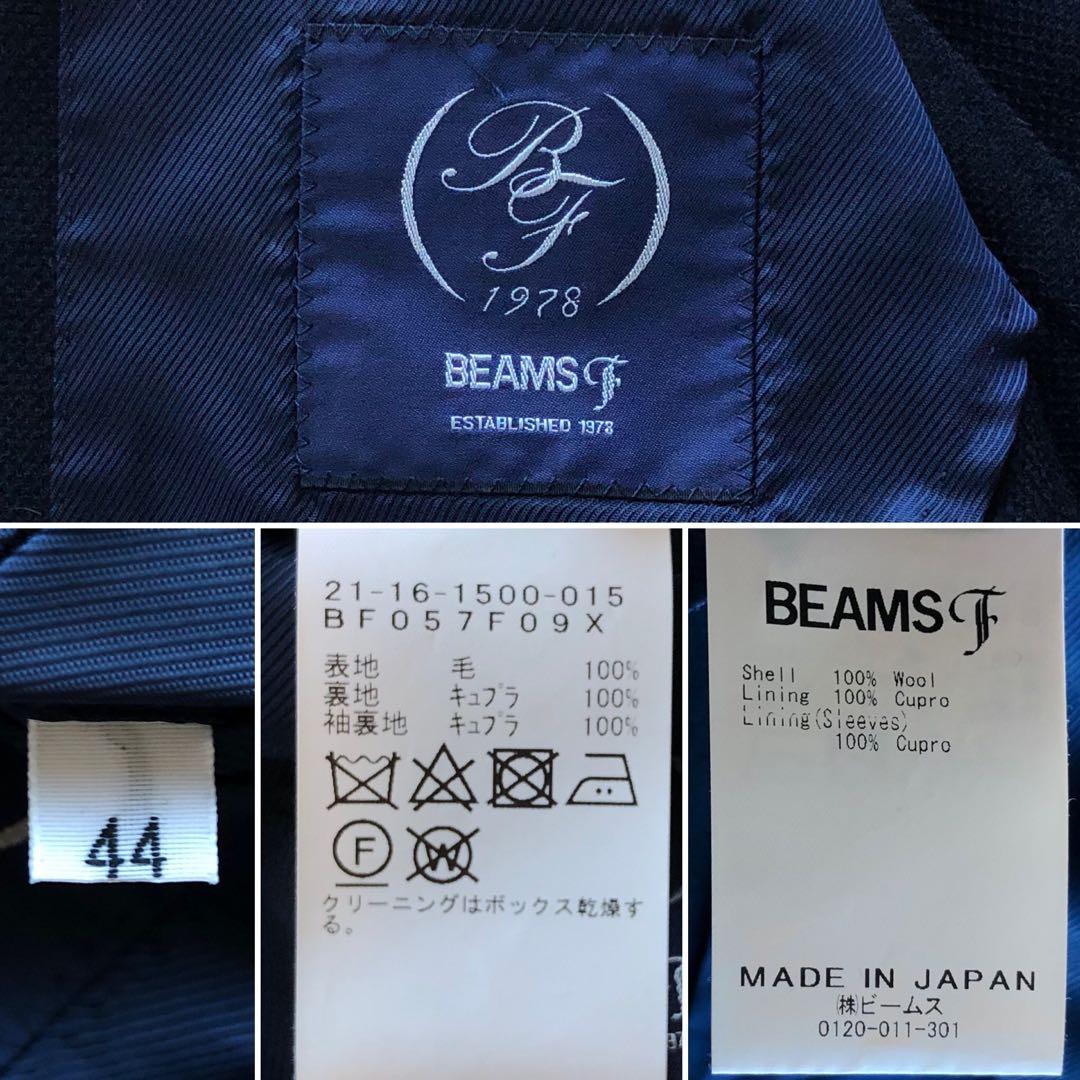 BF
1978
BEAMS F
ESTABLISHED 1978
44
21-16-1500-015
BF057F09X
表地 毛 100%
裏地 キュプラ 100%
袖裏地 キュプラ 100%
F
W
クリーニングはボックス乾燥す
る。
BEAMS F
Shell 100% Wool
Lining 100% Cupro
Lining(Sleeves)
100% Cupro
MADE IN JAPAN
㈱ビームス
0120-011-301